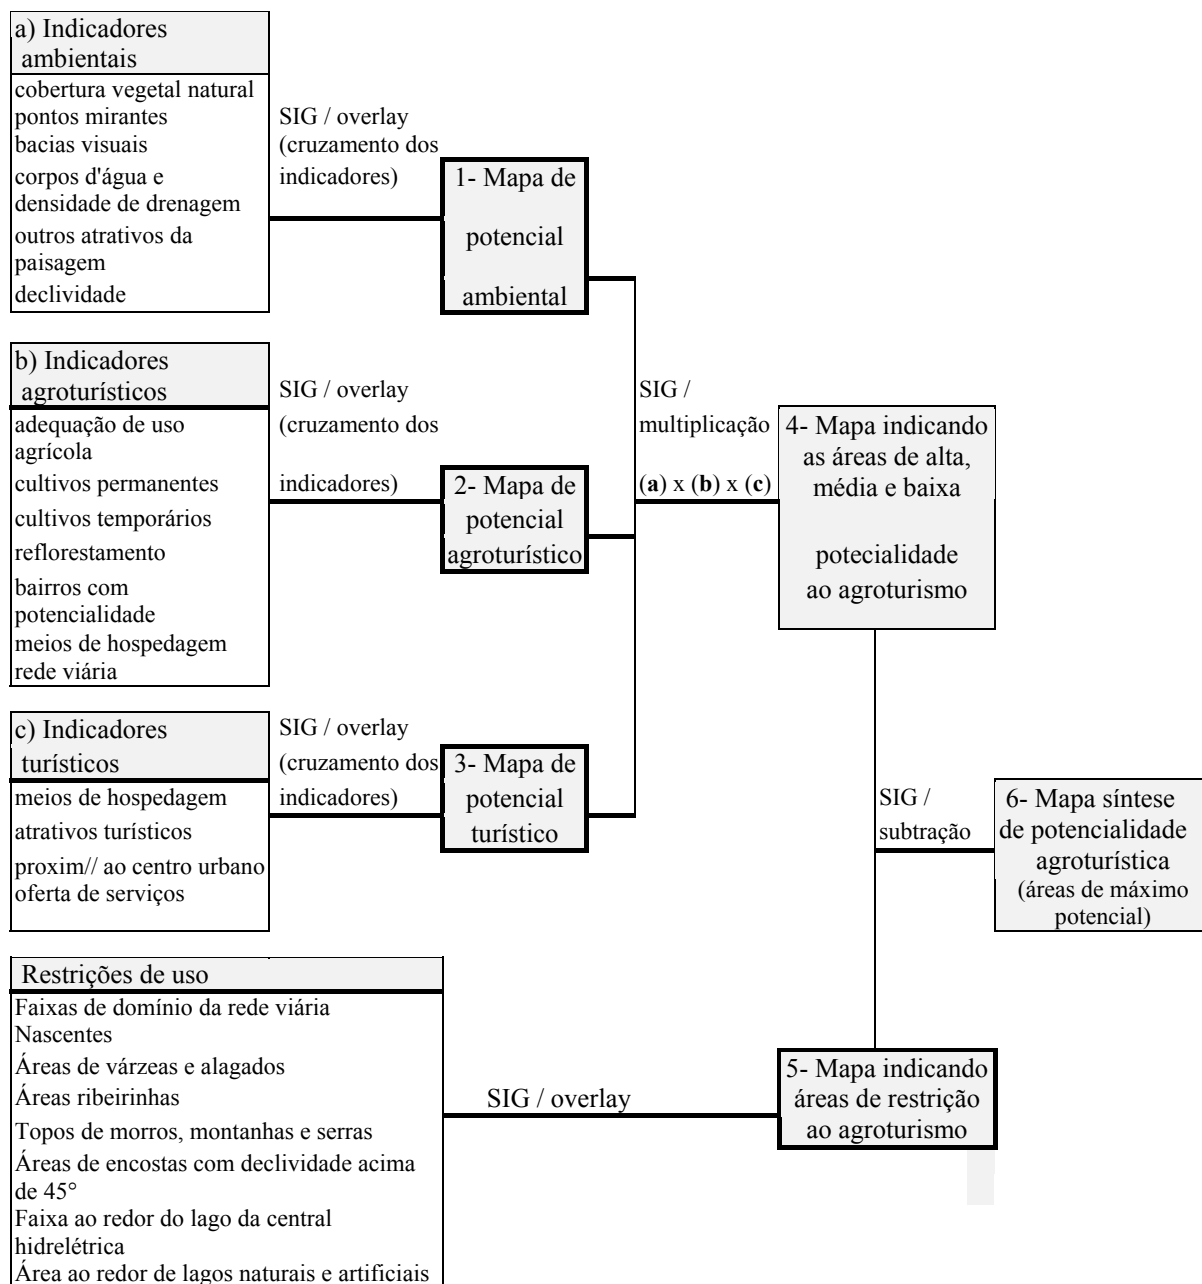 a) Indicadores
ambientais
cobertura vegetal natural
pontos mirantes
bacias visuais
corpos d'água e
densidade de drenagem
outros atrativos da
paisagem
declividade
SIG / overlay
(cruzamento dos
indicadores)
1- Mapa de
potencial
ambiental
b) Indicadores
agroturísticos
adequação de uso
agrícola
cultivos permanentes
cultivos temporários
reflorestamento
bairros com
potencialidade
meios de hospedagem
rede viária
SIG / overlay
(cruzamento dos
indicadores)
2- Mapa de
potencial
agroturístico
c) Indicadores
turísticos
meios de hospedagem
atrativos turísticos
proxim// ao centro urbano
oferta de serviços
SIG / overlay
(cruzamento dos
indicadores)
3- Mapa de
potencial
turístico
SIG /
multiplicação
(a) x (b) x (c)
4- Mapa indicando
as áreas de alta,
média e baixa
potecialidade
ao agroturismo
Restrições de uso
Faixas de domínio da rede viária
Nascentes
Áreas de várzeas e alagados
Áreas ribeirinhas
Topos de morros, montanhas e serras
Áreas de encostas com declividade acima
de 45°
Faixa ao redor do lago da central
hidrelétrica
Área ao redor de lagos naturais e artificiais
SIG / overlay
5- Mapa indicando
áreas de restrição
ao agroturismo
SIG /
subtração
6- Mapa síntese
de potencialidade
agroturística
(áreas de máximo
potencial)